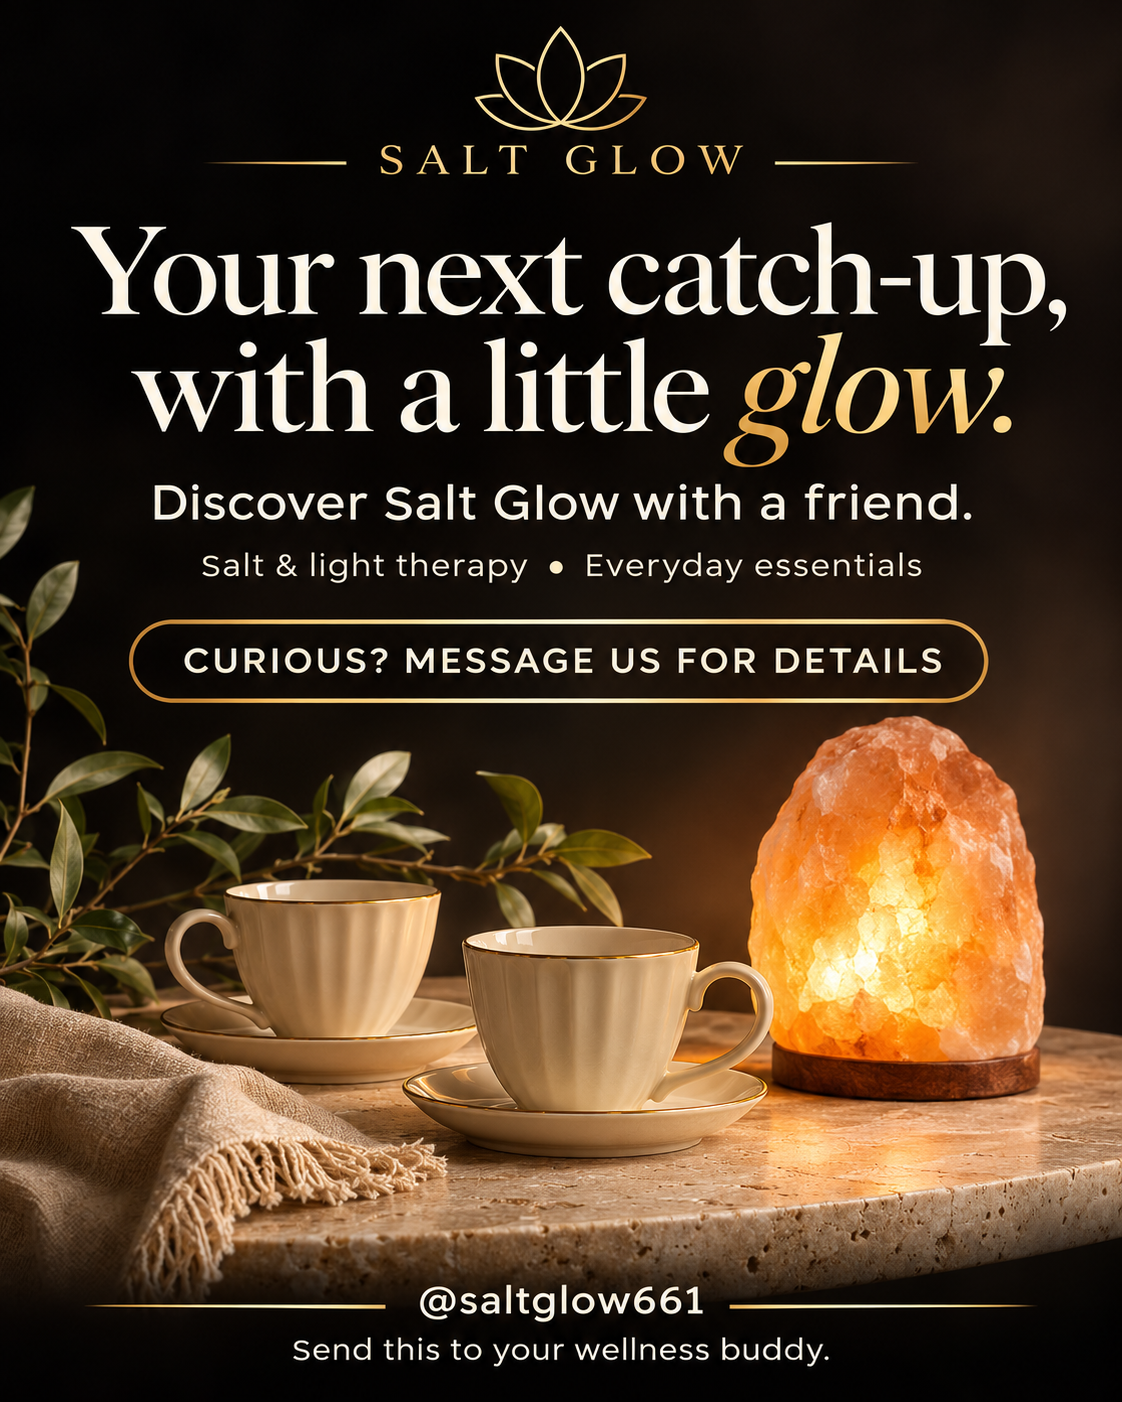 SALT GLOW
Your next catch-up,
with a little glow.
Discover Salt Glow with a friend.
Salt & light therapy • Everyday essentials
CURIOUS? MESSAGE US FOR DETAILS
@saltglow661
Send this to your wellness buddy.